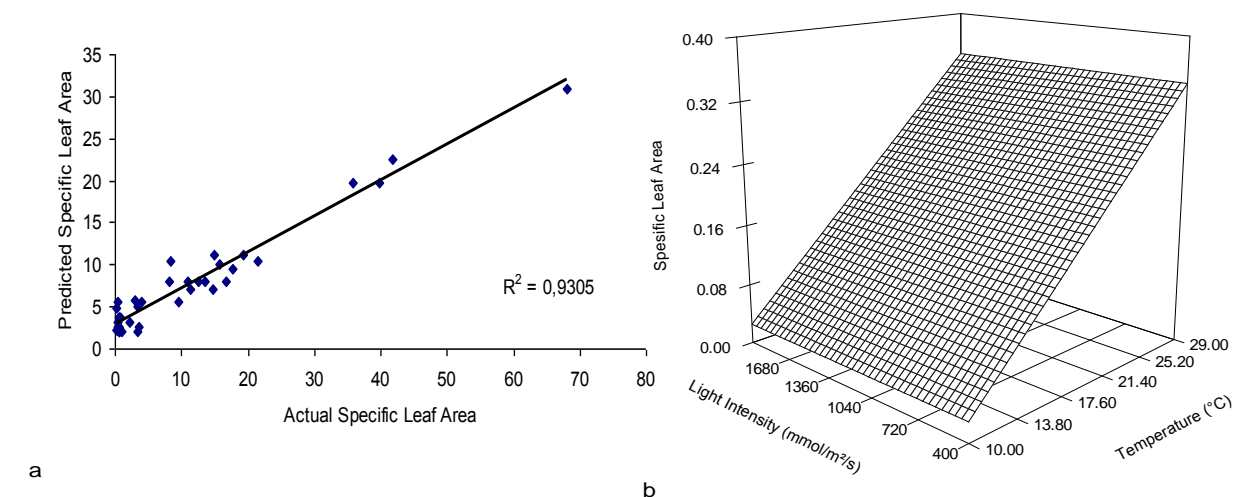 Predicted Specific Leaf Area
35
30
25
20
15
10
5
0
0 10 20 30 40 50 60 70 80
R² = 0,9305
Actual Specific Leaf Area
a
Spesific Leaf Area
0.40
0.32
0.24
0.16
0.08
0.00
1680
1360
1040
720
400
Light Intensity (mmol/m²/s)
10.00
13.80
17.60
21.40
25.20
29.00
Temperature (°C)
b